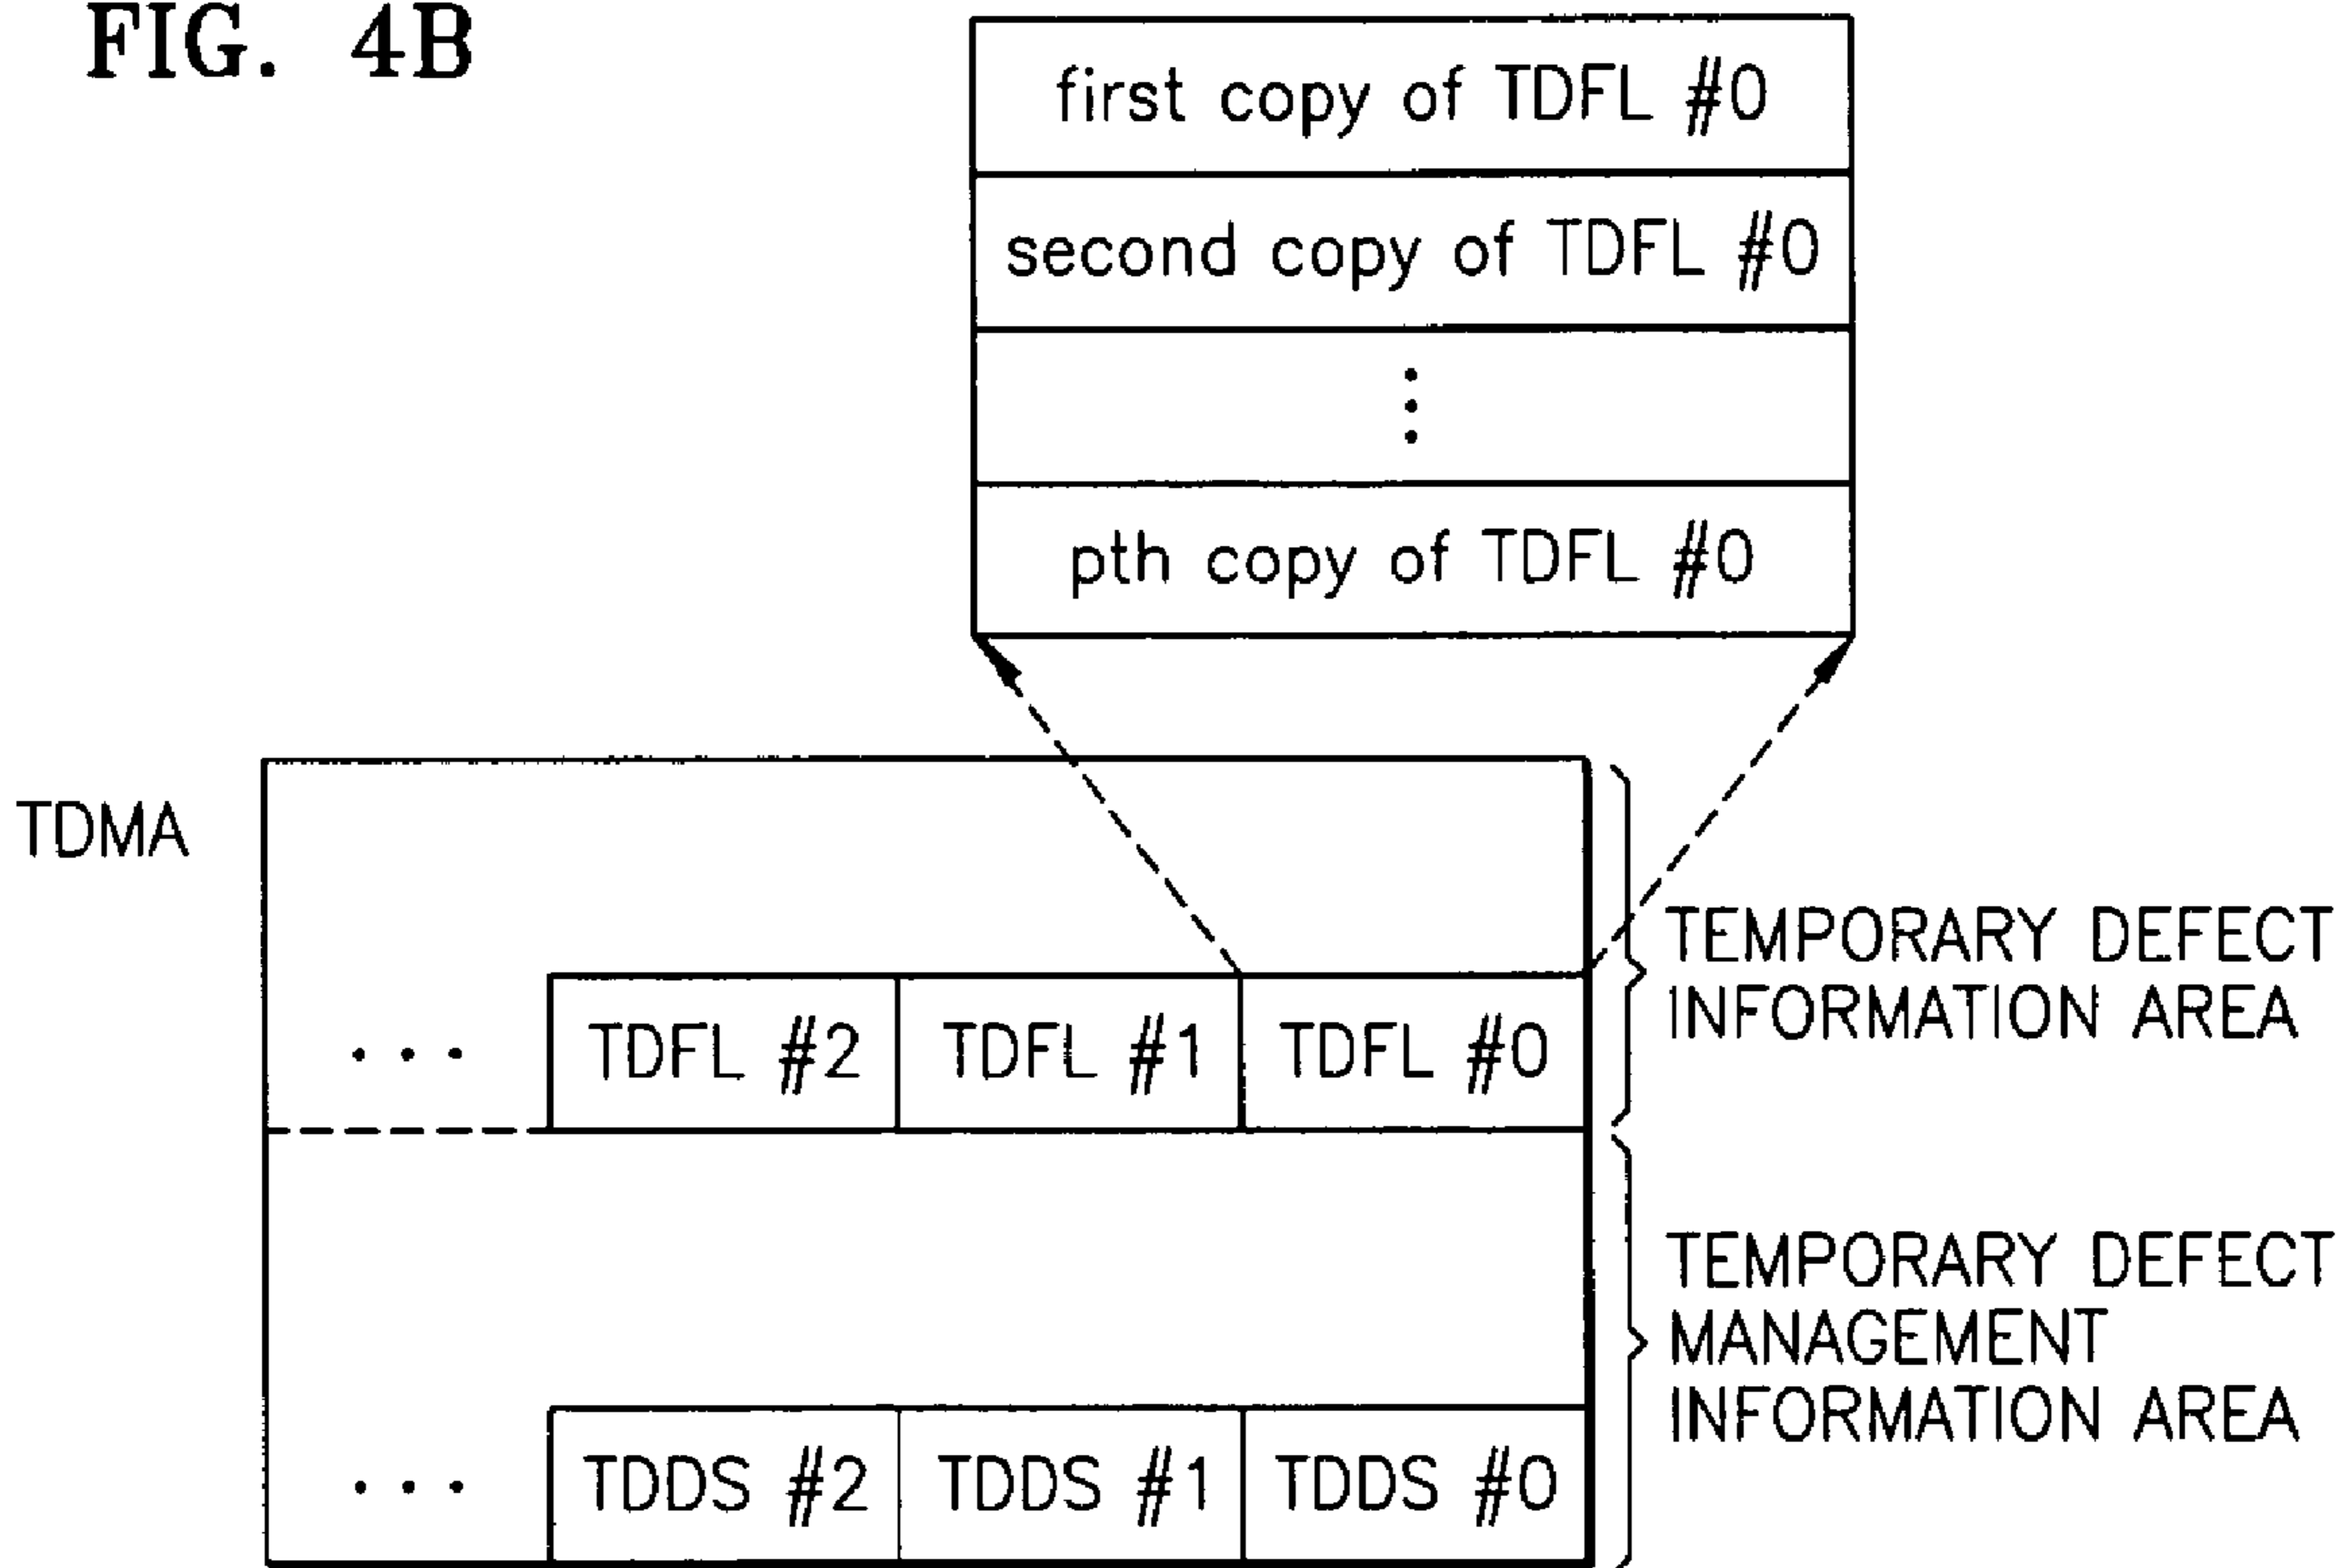 FIG. 4B
first copy of TDFL #0
second copy of TDFL #0
⋮
pth copy of TDFL #0
TDMA
TEMPORARY DEFECT
INFORMATION AREA
... TDFL #2 TDFL #1 TDFL #0
TEMPORARY DEFECT
MANAGEMENT
INFORMATION AREA
... TDDS #2 TDDS #1 TDDS #0